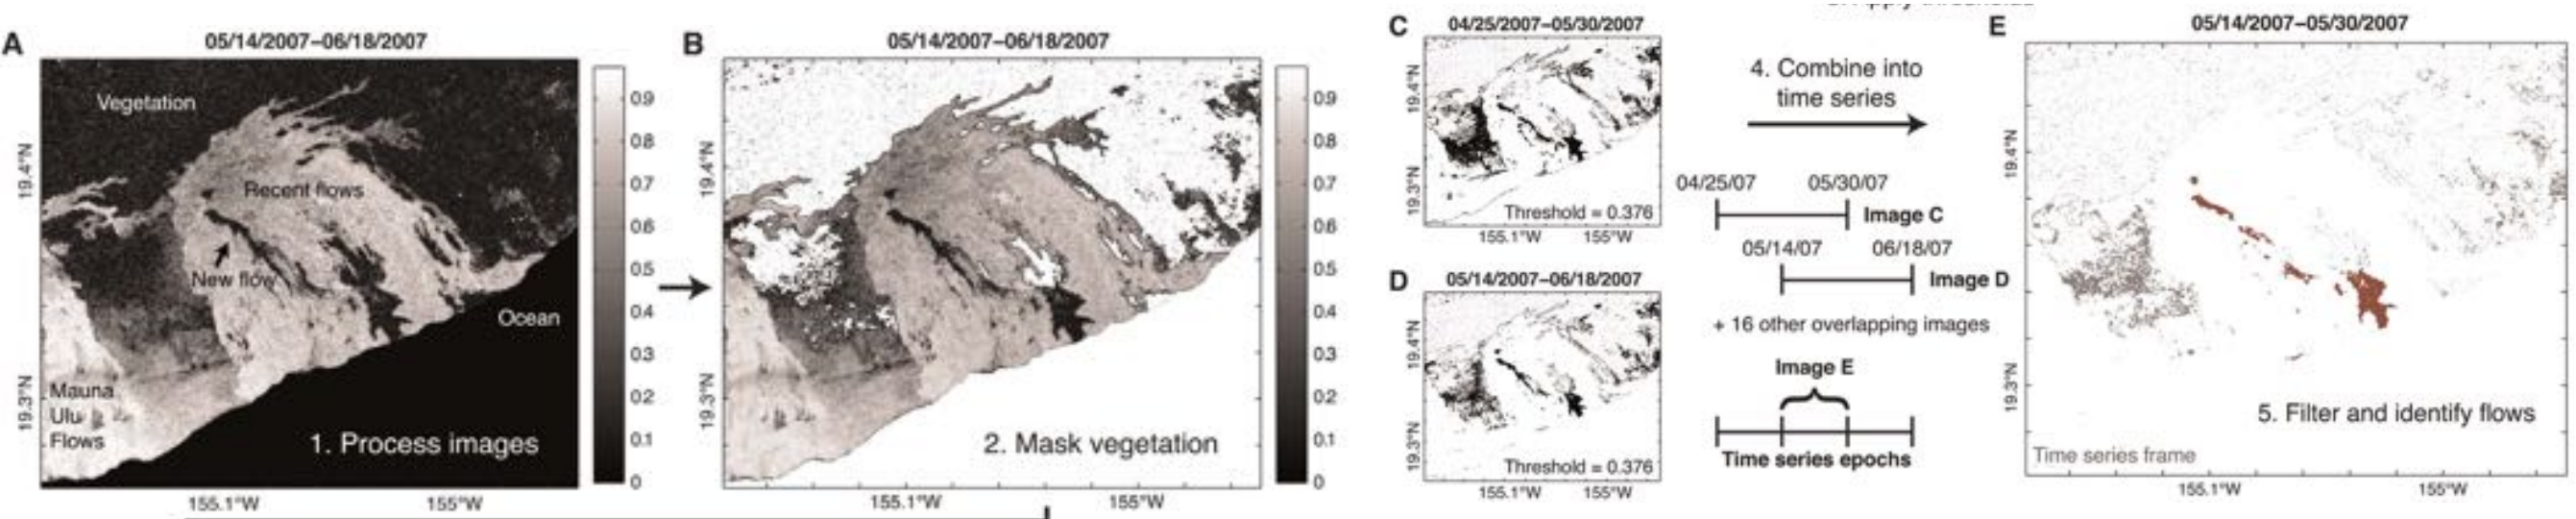 A
05/14/2007–06/18/2007
Vegetation
Recent flows
New flow
Ocean
Mauna
Ulu
Flows
1. Process images
19.4°N
19.3°N
155.1°W
155°W
0.9
0.8
0.7
0.6
0.5
0.4
0.3
0.2
0.1
0
B
05/14/2007–06/18/2007
2. Mask vegetation
19.4°N
19.3°N
155.1°W
155°W
0.9
0.8
0.7
0.6
0.5
0.4
0.3
0.2
0.1
0
C
04/25/2007–05/30/2007
19.4°N
19.3°N
Threshold = 0.376
155.1°W
155°W
D
05/14/2007–06/18/2007
19.4°N
19.3°N
Threshold = 0.376
155.1°W
155°W
4. Combine into
time series
04/25/07
05/30/07
Image C
05/14/07
06/18/07
Image D
+ 16 other overlapping images
Image E
Time series epochs
E
05/14/2007–05/30/2007
19.4°N
19.3°N
5. Filter and identify flows
Time series frame
155.1°W
155°W